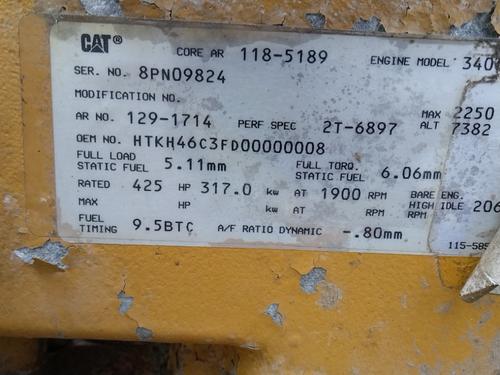 CAT®
CORE AR 118-5189 ENGINE MODEL 340
SER. NO. 8PN09824
MODIFICATION NO.
AR NO. 129-1714 PERF SPEC 2T-6897 MAX ALT 2250 7382
OEM NO. HTKH46C3FD00000008
FULL LOAD STATIC FUEL 5.11mm FULL TORQ. STATIC FUEL 6.06mm
RATED 425 HP 317.0 kw AT 1900 RPM BARE ENG.
MAX HP kw AT RPM HIGH IDLE RPM 206
FUEL TIMING 9.5BTC A/F RATIO DYNAMIC -.80mm
115-585